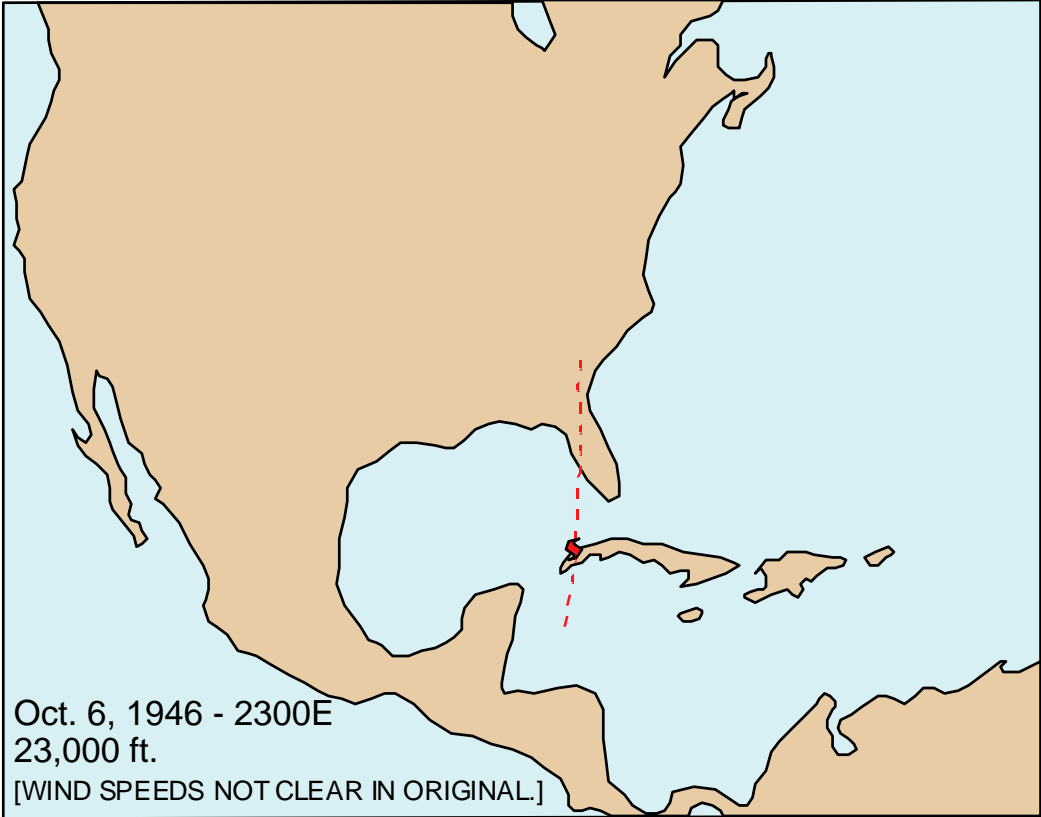 Oct. 6, 1946 - 2300E
23,000 ft.
[WIND SPEEDS NOT CLEAR IN ORIGINAL.]